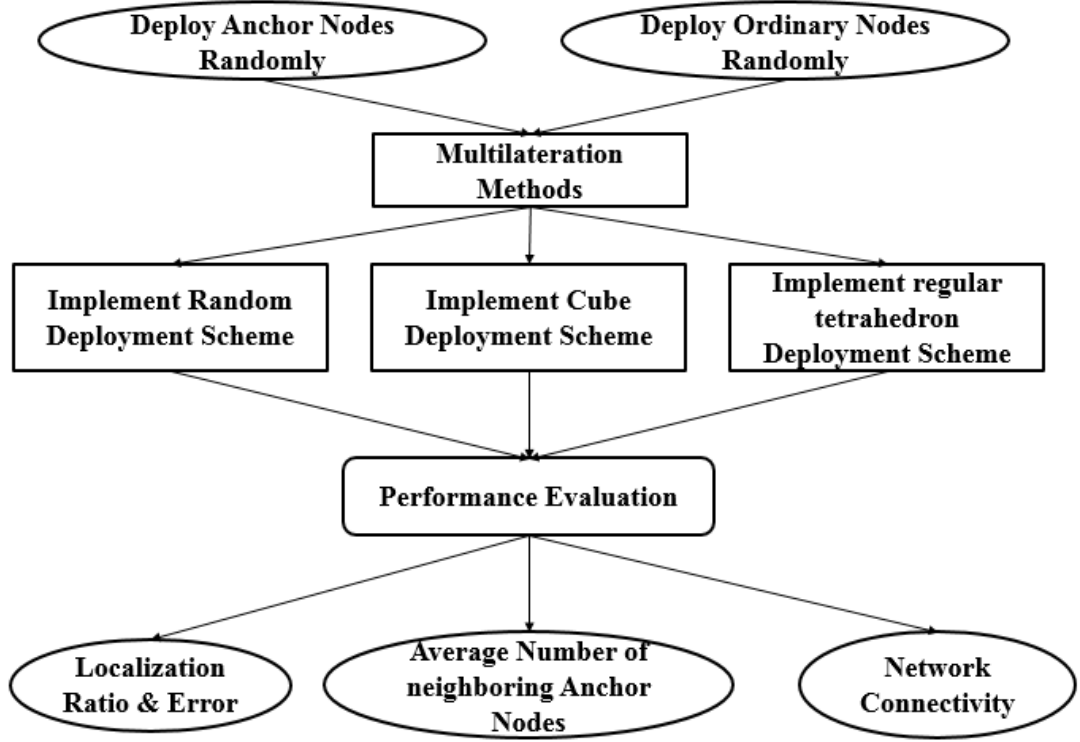 Deploy Anchor Nodes
Randomly
Deploy Ordinary Nodes
Randomly
Multilateration
Methods
Implement Random
Deployment Scheme
Implement Cube
Deployment Scheme
Implement regular
tetrahedron
Deployment Scheme
Performance Evaluation
Localization
Ratio & Error
Average Number of
neighboring Anchor
Nodes
Network
Connectivity